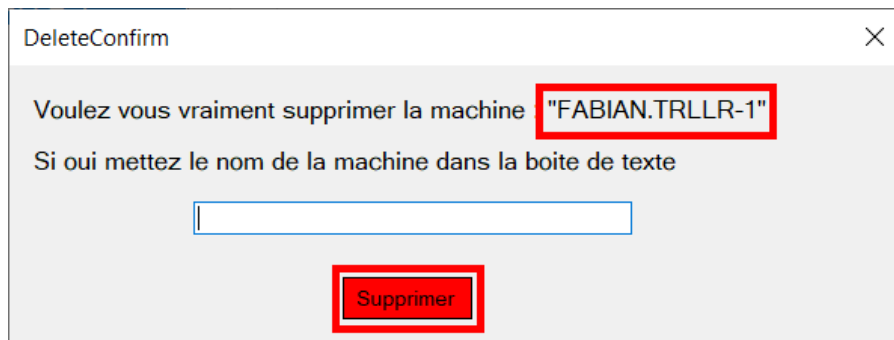 DeleteConfirm
Voulez vous vraiment supprimer la machine : "FABIAN.TRLLR-1"
Si oui mettez le nom de la machine dans la boite de texte
Supprimer